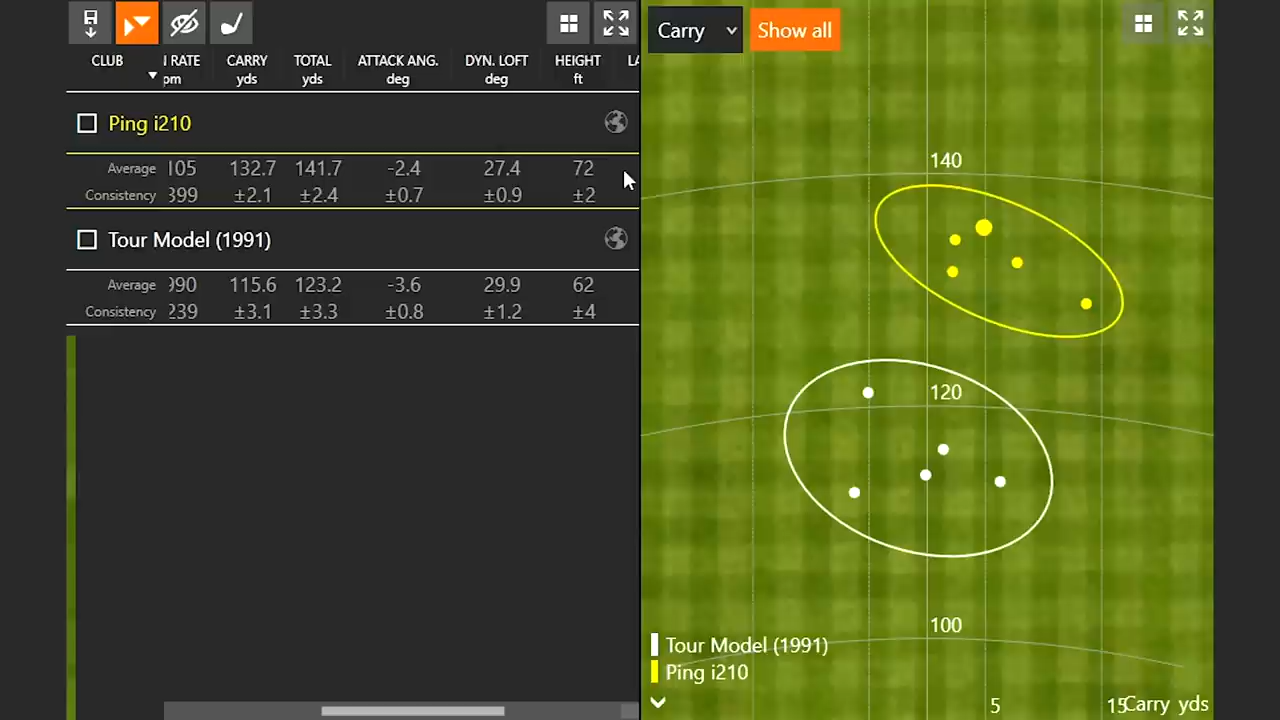 CLUB RATE CARRY TOTAL ATTACK ANG. DYN. LOFT HEIGHT LA
pm yds yds deg deg ft
Ping i210
Average 105 132.7 141.7 -2.4 27.4 72
Consistency 399 ±2.1 ±2.4 ±0.7 ±0.9 ±2
Tour Model (1991)
Average 990 115.6 123.2 -3.6 29.9 62
Consistency 239 ±3.1 ±3.3 ±0.8 ±1.2 ±4
Carry Show all
140
120
100
Tour Model (1991)
Ping i210
5 15 Carry yds